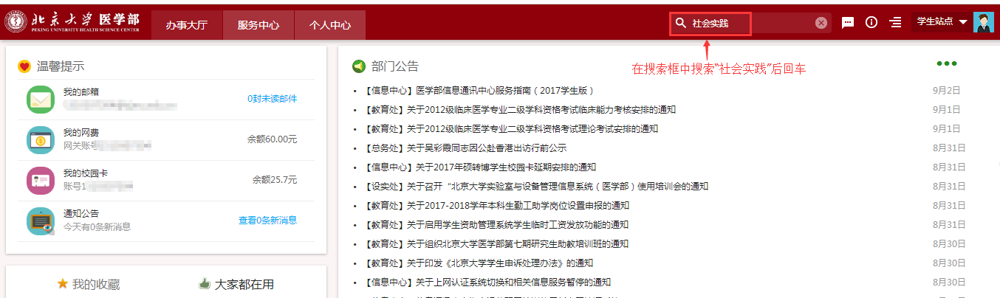 北京大学 医学部
PEKING UNIVERSITY HEALTH SCIENCE CENTER
办事大厅 服务中心 个人中心
社会实践
学生站点
在搜索框中搜索“社会实践”后回车
温馨提示
我的邮箱
0封未读邮件
我的网费
网关账号
余额60.00元
我的校园卡
账号1
余额25.7元
通知公告
今天有0条新消息
查看0条新消息
我的收藏 大家都在用
部门公告
【信息中心】医学部信息通讯中心服务指南（2017学生版） 9月2日
【教育处】关于2012级临床医学专业二级学科资格考试临床能力考核安排的通知 9月1日
【教育处】关于2012级临床医学专业二级学科资格考试理论考试安排的通知 9月1日
【总务处】关于吴彩霞同志因公赴香港出访行前公示 8月31日
【信息中心】关于2017年硕转博学生校园卡延期安排的通知 8月31日
【设实处】关于召开“北京大学实验室与设备管理信息系统（医学部）使用培训会的通知 8月31日
【教育处】关于2017-2018学年本科生勤工助学岗位设置申报的通知 8月31日
【教育处】关于启用学生资助管理系统学生临时工资发放功能的通知 8月31日
【教育处】关于组织北京大学医学部第七期研究生助教培训班的通知 8月30日
【教育处】关于印发《北京大学学生申诉处理办法》的通知 8月30日
【信息中心】关于上网认证系统切换和相关信息服务暂停的通知 8月30日